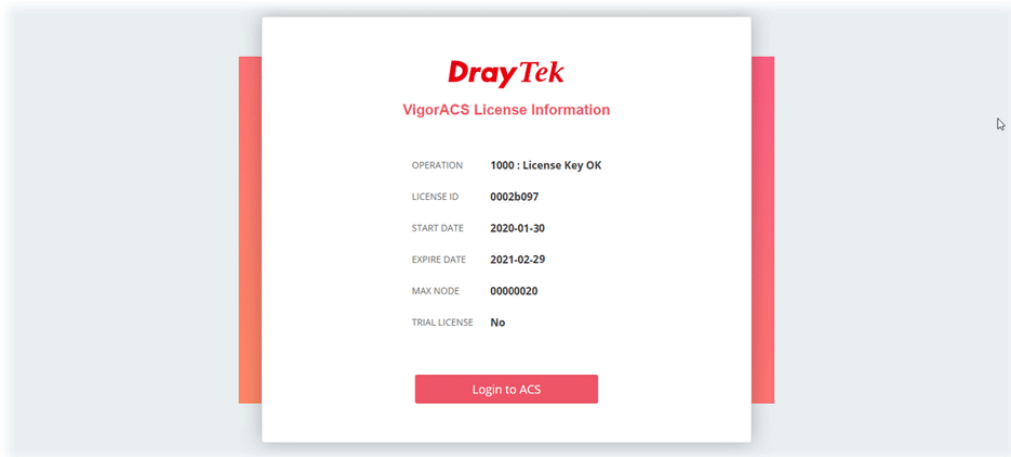 DrayTek
VigorACS License Information
OPERATION 1000 : License Key OK
LICENSE ID 0002b097
START DATE 2020-01-30
EXPIRE DATE 2021-02-29
MAX NODE 00000020
TRIAL LICENSE No
Login to ACS